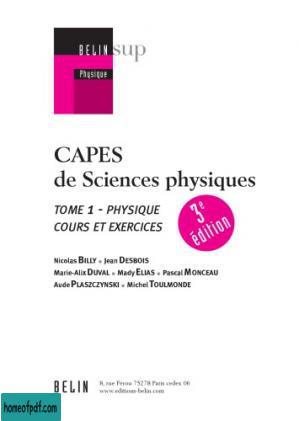 BELIN sup
Physique
CAPES
de Sciences physiques
TOME 1 - PHYSIQUE
COURS ET EXERCICES
3e
édition
Nicolas BILLY • Jean DESBOIS
Marie-Alix DUVAL • Mady ELIAS • Pascal MONCEAU
Aude PLASZCZYNSKI • Michel TOULMONDE
BELIN
8, rue Férou 75278 Paris cedex 06
www.editions-belin.com
homeofpdf.com